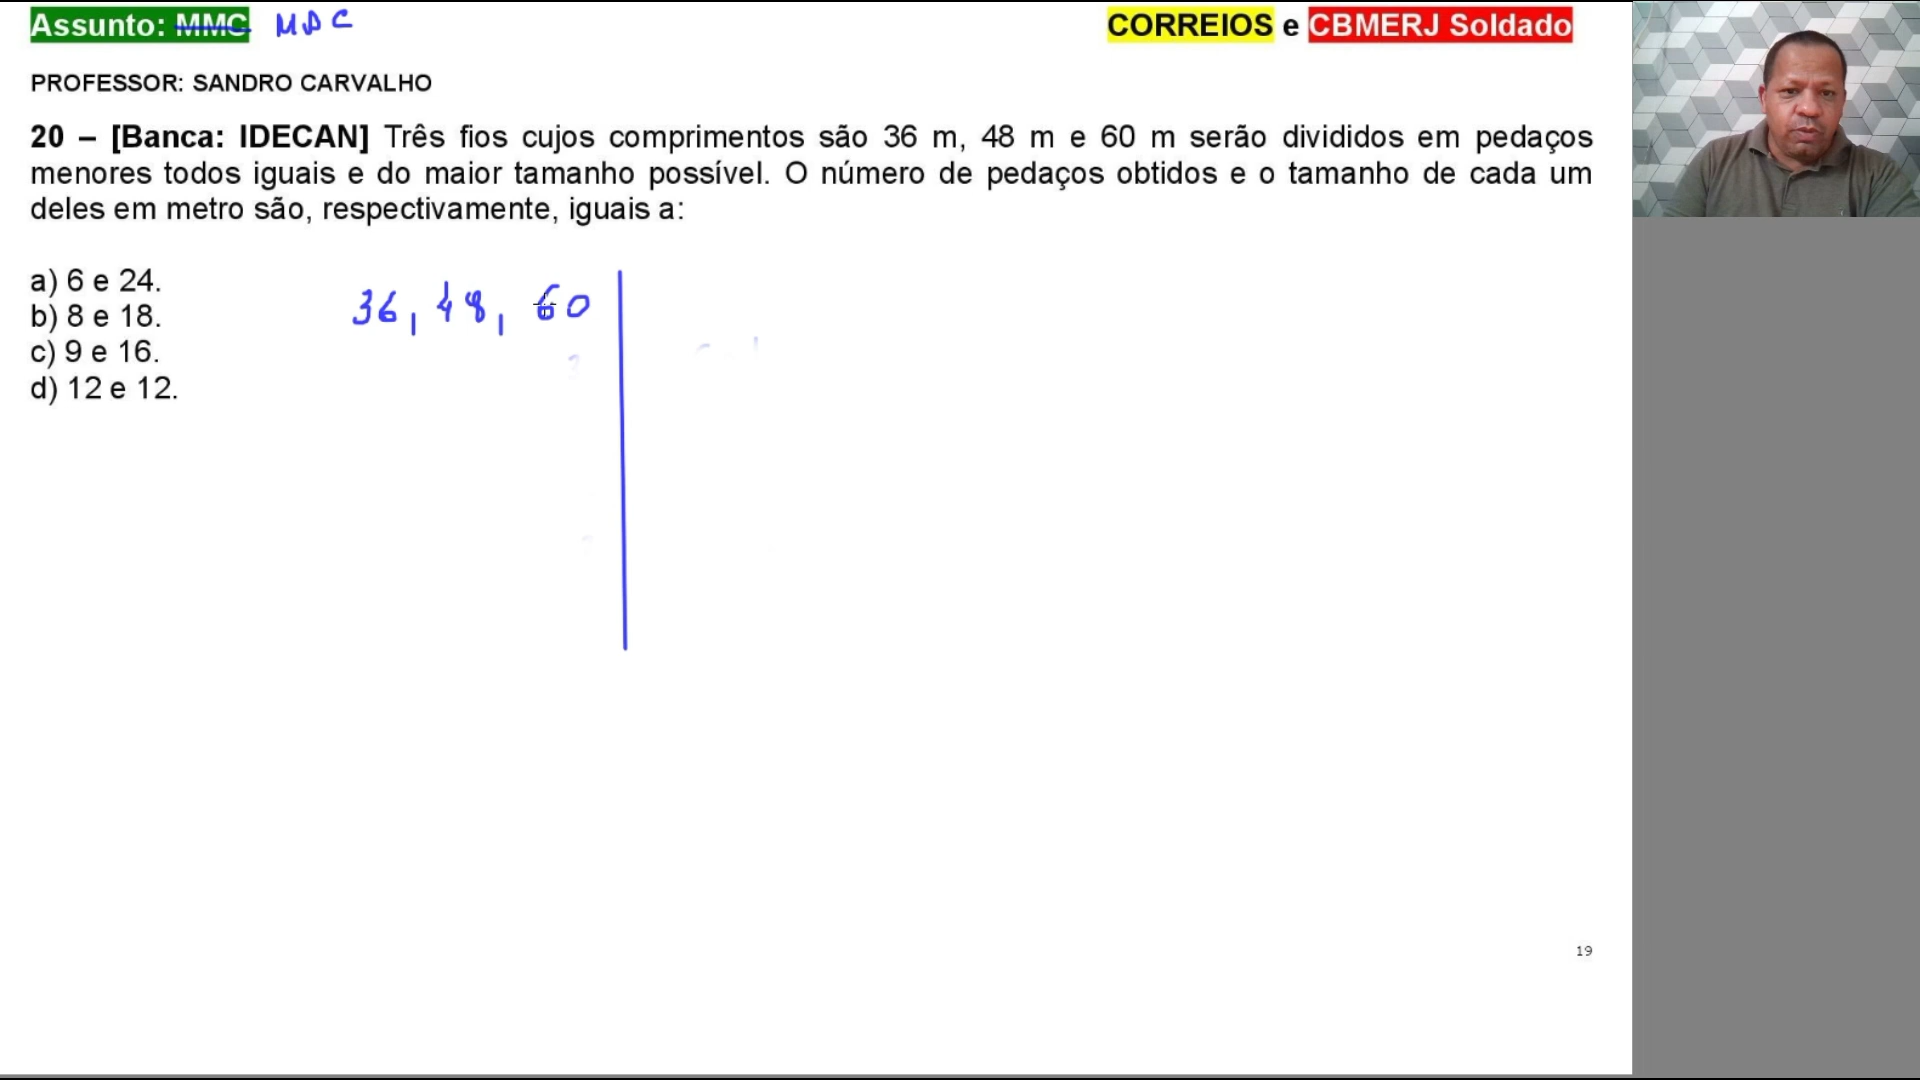 Assunto: MMC MDC
CORREIOS e CBMERJ Soldado
PROFESSOR: SANDRO CARVALHO
20 – [Banca: IDECAN] Três fios cujos comprimentos são 36 m, 48 m e 60 m serão divididos em pedaços
menores todos iguais e do maior tamanho possível. O número de pedaços obtidos e o tamanho de cada um
deles em metro são, respectivamente, iguais a:
a) 6 e 24.
b) 8 e 18.
c) 9 e 16.
d) 12 e 12.
36, 48, 60
19